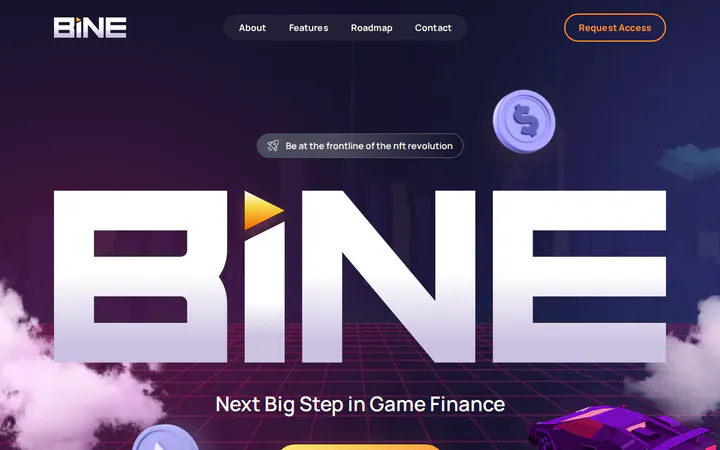 BiNE
About
Features
Roadmap
Contact
Request Access
Be at the frontline of the nft revolution
BiNE
Next Big Step in Game Finance